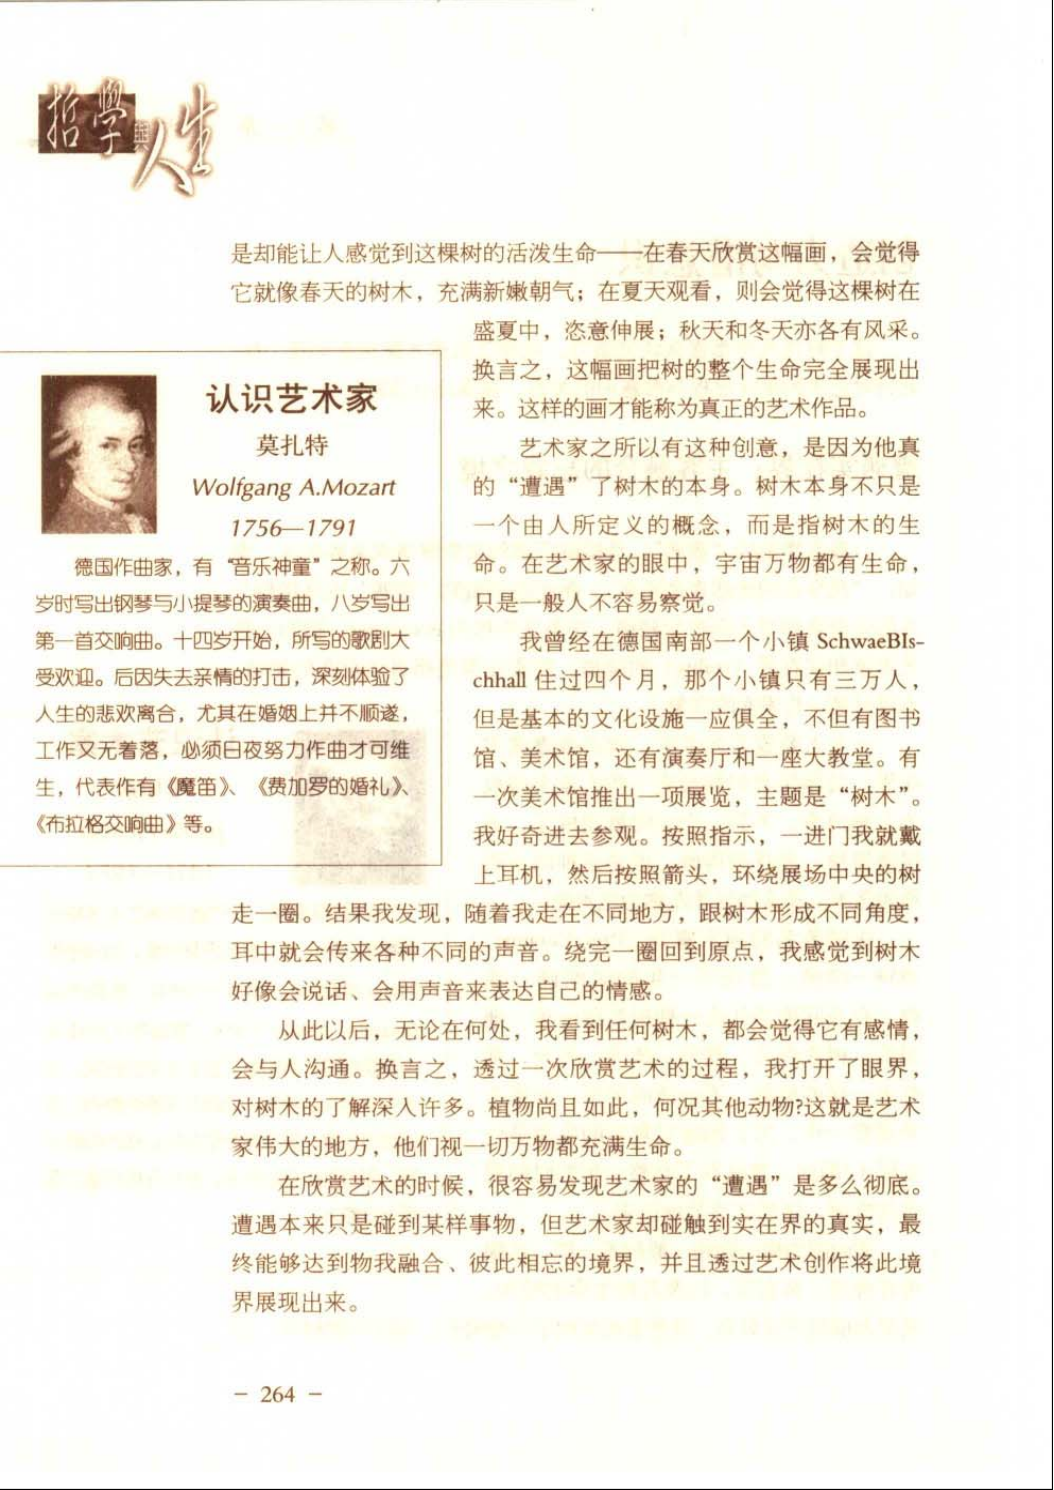 哲學與人生
是却能让人感觉到这棵树的活泼生命——在春天欣赏这幅画，会觉得
它就像春天的树木，充满新嫩朝气；在夏天观看，则会觉得这棵树在
盛夏中，恣意伸展；秋天和冬天亦各有风采。
换言之，这幅画把树的整个生命完全展现出
来。这样的画才能称为真正的艺术作品。
艺术家之所以有这种创意，是因为他真
的“遭遇”了树木的本身。树木本身不只是
一个由人所定义的概念，而是指树木的生
命。在艺术家的眼中，宇宙万物都有生命，
只是一般人不容易察觉。
我曾经在德国南部一个小镇 SchwaeBIs-
chhall 住过四个月，那个小镇只有三万人，
但是基本的文化设施一应俱全，不但有图书
馆、美术馆，还有演奏厅和一座大教堂。有
一次美术馆推出一项展览，主题是“树木”。
我好奇进去参观。按照指示，一进门我就戴
上耳机，然后按照箭头，环绕展场中央的树
走一圈。结果我发现，随着我走在不同地方，跟树木形成不同角度，
耳中就会传来各种不同的声音。绕完一圈回到原点，我感觉到树木
好像会说话、会用声音来表达自己的情感。
从此以后，无论在何处，我看到任何树木，都会觉得它有感情，
会与人沟通。换言之，透过一次欣赏艺术的过程，我打开了眼界，
对树木的了解深入许多。植物尚且如此，何况其他动物?这就是艺术
家伟大的地方，他们视一切万物都充满生命。
在欣赏艺术的时候，很容易发现艺术家的“遭遇”是多么彻底。
遭遇本来只是碰到某样事物，但艺术家却碰触到实在界的真实，最
终能够达到物我融合、彼此相忘的境界，并且透过艺术创作将此境
界展现出来。
认识艺术家
莫扎特
Wolfgang A.Mozart
1756—1791
德国作曲家，有“音乐神童”之称。六
岁时写出钢琴与小提琴的演奏曲，八岁写出
第一首交响曲。十四岁开始，所写的歌剧大
受欢迎。后因失去亲情的打击，深刻体验了
人生的悲欢离合，尤其在婚姻上并不顺遂，
工作又无着落，必须日夜努力作曲才可维
生，代表作有《魔笛》、《费加罗的婚礼》、
《布拉格交响曲》等。
- 264 -